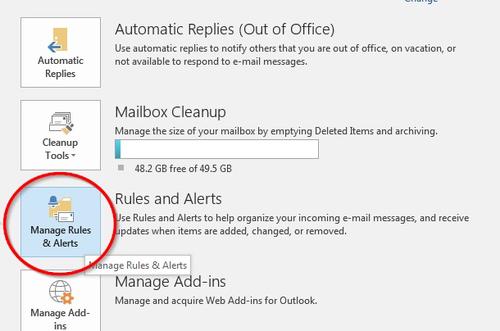 Change
Automatic Replies (Out of Office)
Use automatic replies to notify others that you are out of office, on vacation, or
not available to respond to e-mail messages.
Automatic
Replies
Mailbox Cleanup
Manage the size of your mailbox by emptying Deleted Items and archiving.
Cleanup
Tools
48.2 GB free of 49.5 GB
Rules and Alerts
Use Rules and Alerts to help organize your incoming e-mail messages, and receive
updates when items are added, changed, or removed.
Manage Rules
& Alerts
Manage Rules & Alerts
Manage Add-ins
Manage and acquire Web Add-ins for Outlook.
Manage Add-
ins